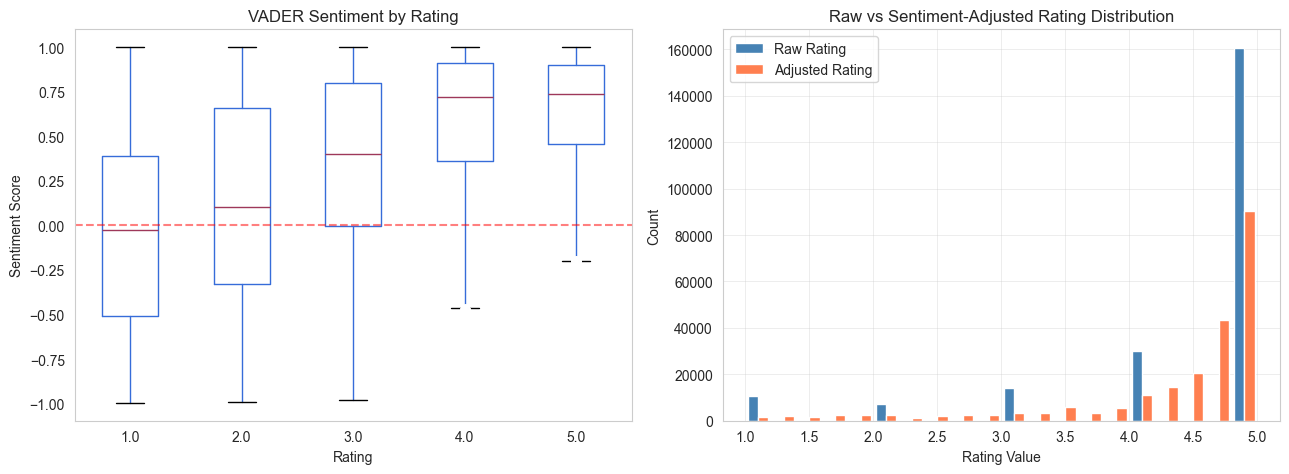 VADER Sentiment by Rating
Sentiment Score
1.00
0.75
0.50
0.25
0.00
−0.25
−0.50
−0.75
−1.00
1.0 2.0 3.0 4.0 5.0
Rating
Raw vs Sentiment-Adjusted Rating Distribution
Raw Rating
Adjusted Rating
Count
160000
140000
120000
100000
80000
60000
40000
20000
0
1.0 1.5 2.0 2.5 3.0 3.5 4.0 4.5 5.0
Rating Value